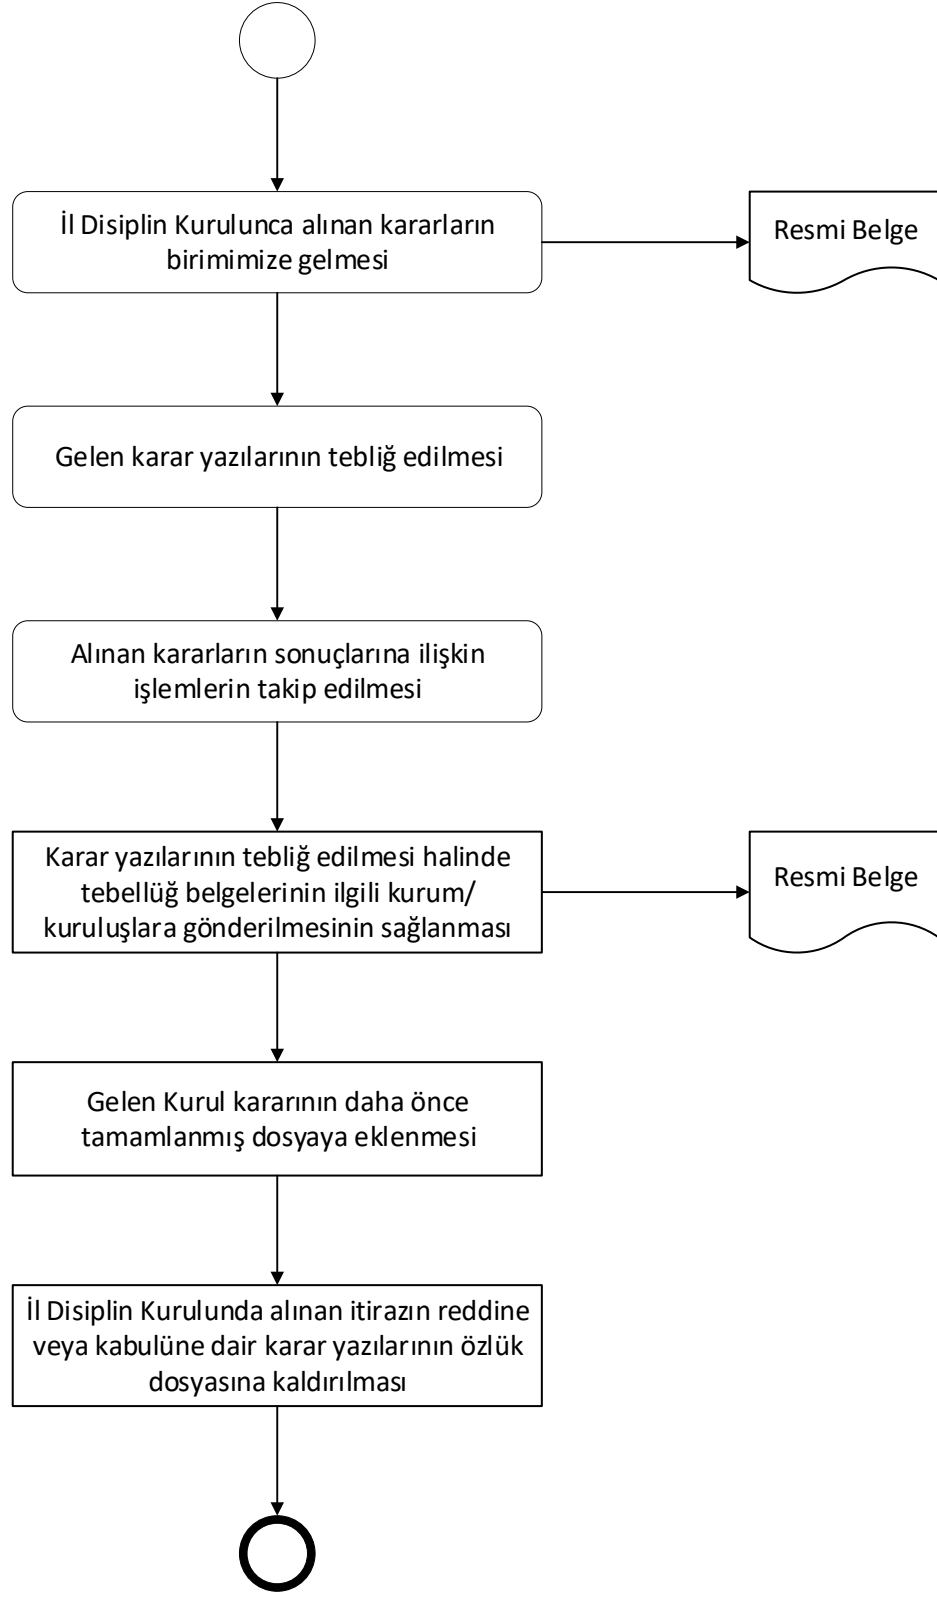 İl Disiplin Kurulunca alınan kararların
birimimize gelmesi
Resmi Belge
Gelen karar yazılarının tebliğ edilmesi
Alınan kararların sonuçlarına ilişkin
işlemlerin takip edilmesi
Karar yazılarının tebliğ edilmesi halinde
tebellüğ belgelerinin ilgili kurum/
kuruluşlara gönderilmesinin sağlanması
Resmi Belge
Gelen Kurul kararının daha önce
tamamlanmış dosyaya eklenmesi
İl Disiplin Kurulunda alınan itirazın reddine
veya kabulüne dair karar yazılarının özlük
dosyasına kaldırılması